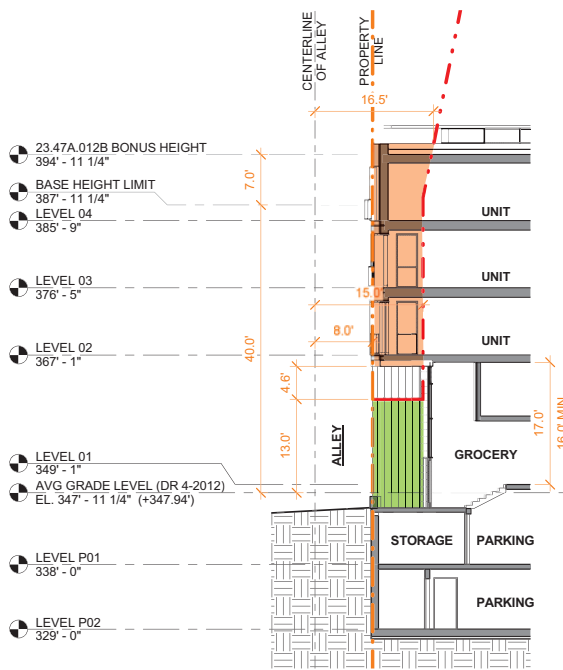 CENTERLINE
OF ALLEY
PROPERTY
LINE
16.5'
23.47A.012B BONUS HEIGHT
394' - 11 1/4"
7.0'
BASE HEIGHT LIMIT
387' - 11 1/4"
LEVEL 04
385' - 9"
UNIT
LEVEL 03
376' - 5"
UNIT
15.0'
8.0'
40.0'
LEVEL 02
367' - 1"
UNIT
4.6'
13.0'
17.0'
16.0' MIN.
ALLEY
GROCERY
LEVEL 01
349' - 1"
AVG GRADE LEVEL (DR 4-2012)
EL. 347' - 11 1/4" (+347.94')
STORAGE
PARKING
LEVEL P01
338' - 0"
PARKING
LEVEL P02
329' - 0"